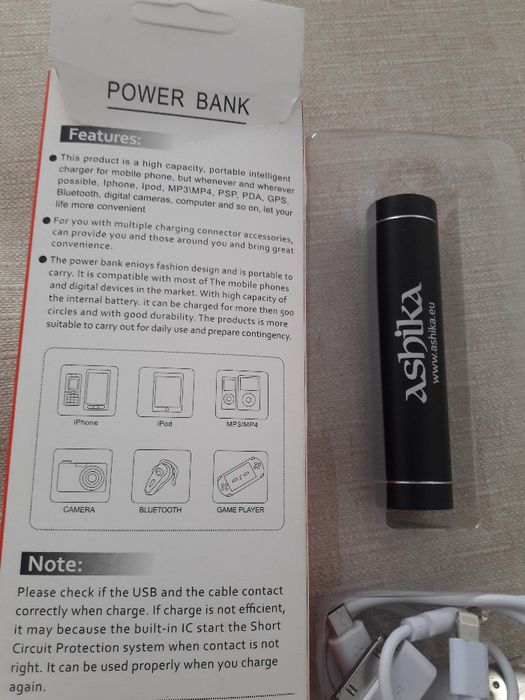 POWER BANK
Features:
This product is a high capacity, portable intelligent
charger for mobile phone, but whenever and wherever
possible, Iphone, Ipod, MP3\MP4, PSP, PDA, GPS,
Bluetooth, digital cameras, computer and so on, let your
life more convenient
For you with multiple charging connector accessories,
can provide you and those around you and bring great
convenience.
The power bank enjoys fashion design and is portable to
carry. It is compatible with most of The mobile phones
and digital devices in the market. With high capacity of
the internal battery. it can be charged for more then 500
circles and with good durability. The products is more
suitable to carry out for daily use and prepare contingency.
iPhone
iPod
MP3/MP4
CAMERA
BLUETOOTH
GAME PLAYER
Note:
Please check if the USB and the cable contact
correctly when charge. If charge is not efficient,
it may because the built-in IC start the Short
Circuit Protection system when contact is not
right. It can be used properly when you charge
again.
ashika
www.ashika.eu